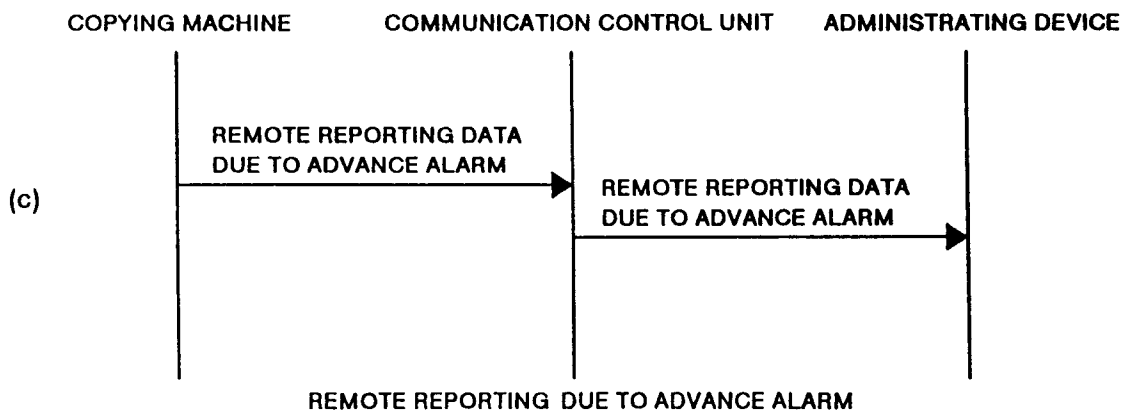 COPYING MACHINE
COMMUNICATION CONTROL UNIT
ADMINISTRATING DEVICE
REMOTE REPORTING DATA
DUE TO ADVANCE ALARM
REMOTE REPORTING DATA
DUE TO ADVANCE ALARM
(c)
REMOTE REPORTING DUE TO ADVANCE ALARM